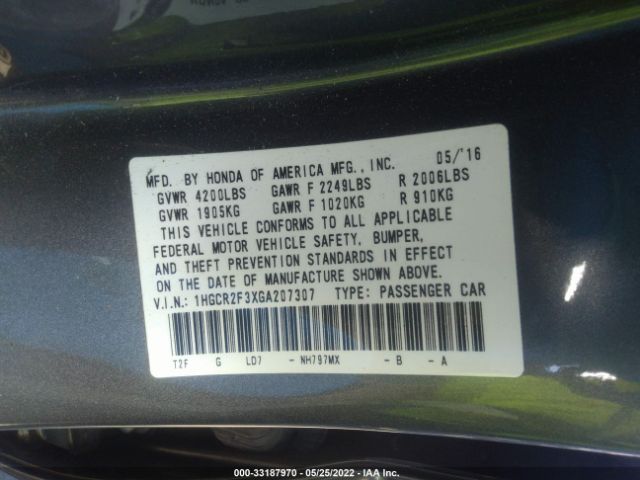 MFD. BY HONDA OF AMERICA MFG., INC. 05/'16
GVWR 4200LBS GAWR F 2249LBS R 2006LBS
GVWR 1905KG GAWR F 1020KG R 910KG
THIS VEHICLE CONFORMS TO ALL APPLICABLE
FEDERAL MOTOR VEHICLE SAFETY, BUMPER,
AND THEFT PREVENTION STANDARDS IN EFFECT
ON THE DATE OF MANUFACTURE SHOWN ABOVE.
V.I.N.: 1HGCR2F3XGA207307 TYPE: PASSENGER CAR
T2F G LD7 -NH797MX -B -A
000-33187970 - 05/25/2022 - IAA Inc.